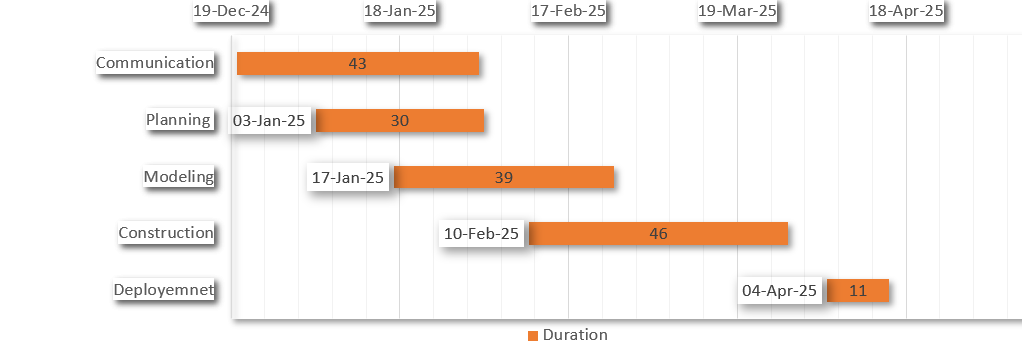 19-Dec-24 18-Jan-25 17-Feb-25 19-Mar-25 18-Apr-25
Communication 43
Planning 03-Jan-25 30
Modeling 17-Jan-25 39
Construction 10-Feb-25 46
Deployemnet 04-Apr-25 11
Duration